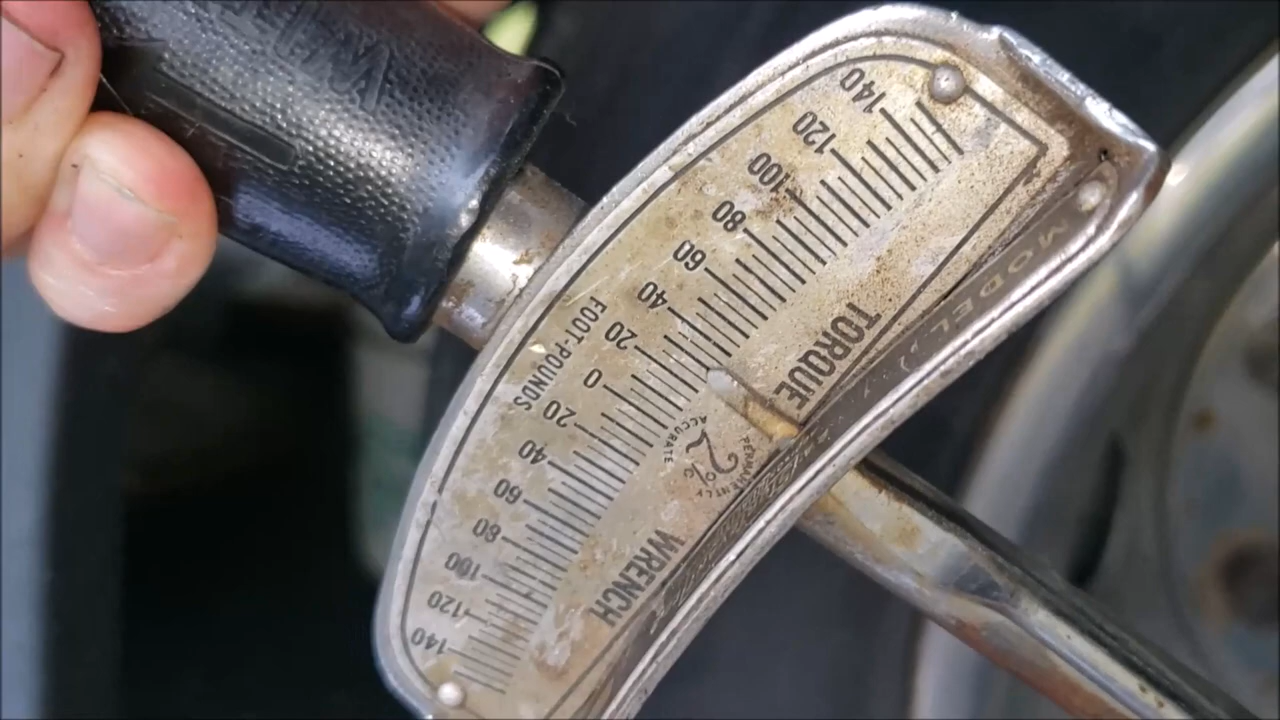 140 120 100 80 60 40 20 0 20 40 60 80 100 120 140
FOOT-POUNDS
PERMANENTLY
2%
ACCURATE
TORQUE WRENCH
MODEL